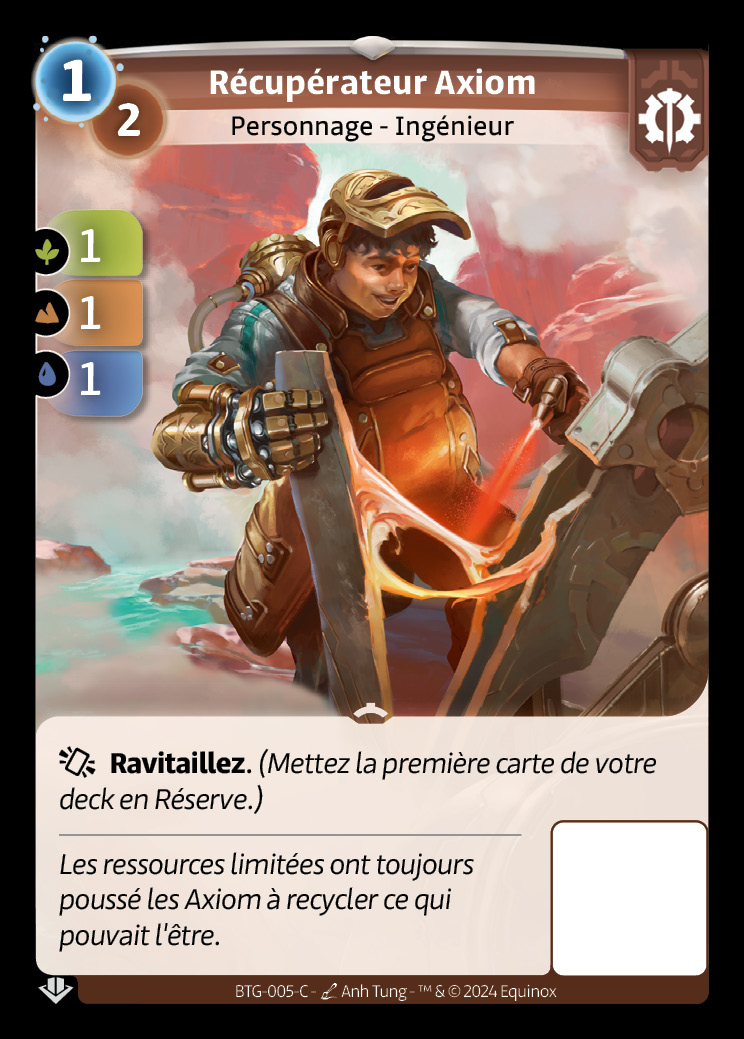 1
Récupérateur Axiom
2
Personnage - Ingénieur
1
1
1
Ravitaillez. (Mettez la première carte de votre
deck en Réserve.)
Les ressources limitées ont toujours
poussé les Axiom à recycler ce qui
pouvait l'être.
BTG-005-C - Anh Tung - ™ & © 2024 Equinox